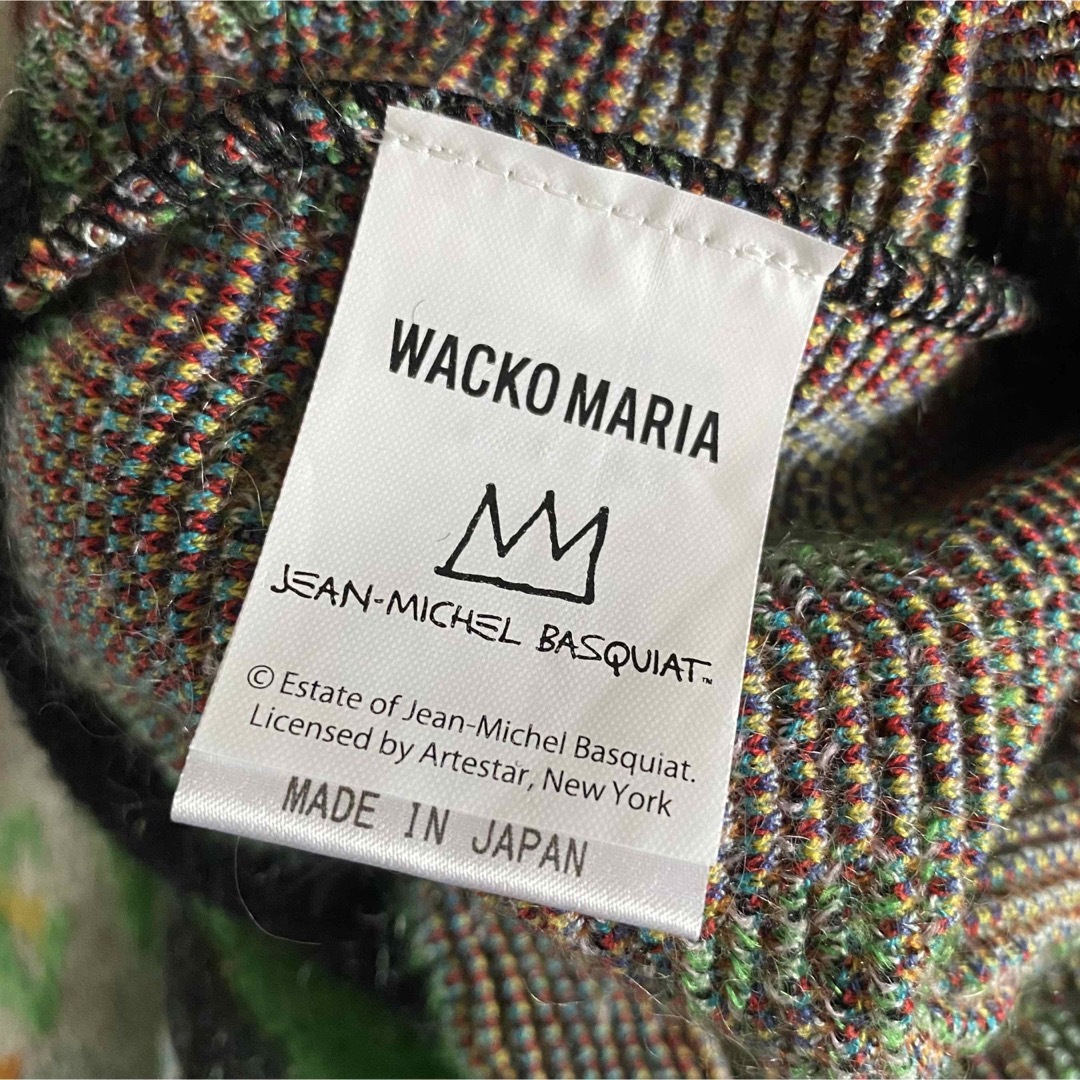 WACKO MARIA
JEAN-MICHEL BASQUIAT™
© Estate of Jean-Michel Basquiat.
Licensed by Artestar, New York
MADE IN JAPAN